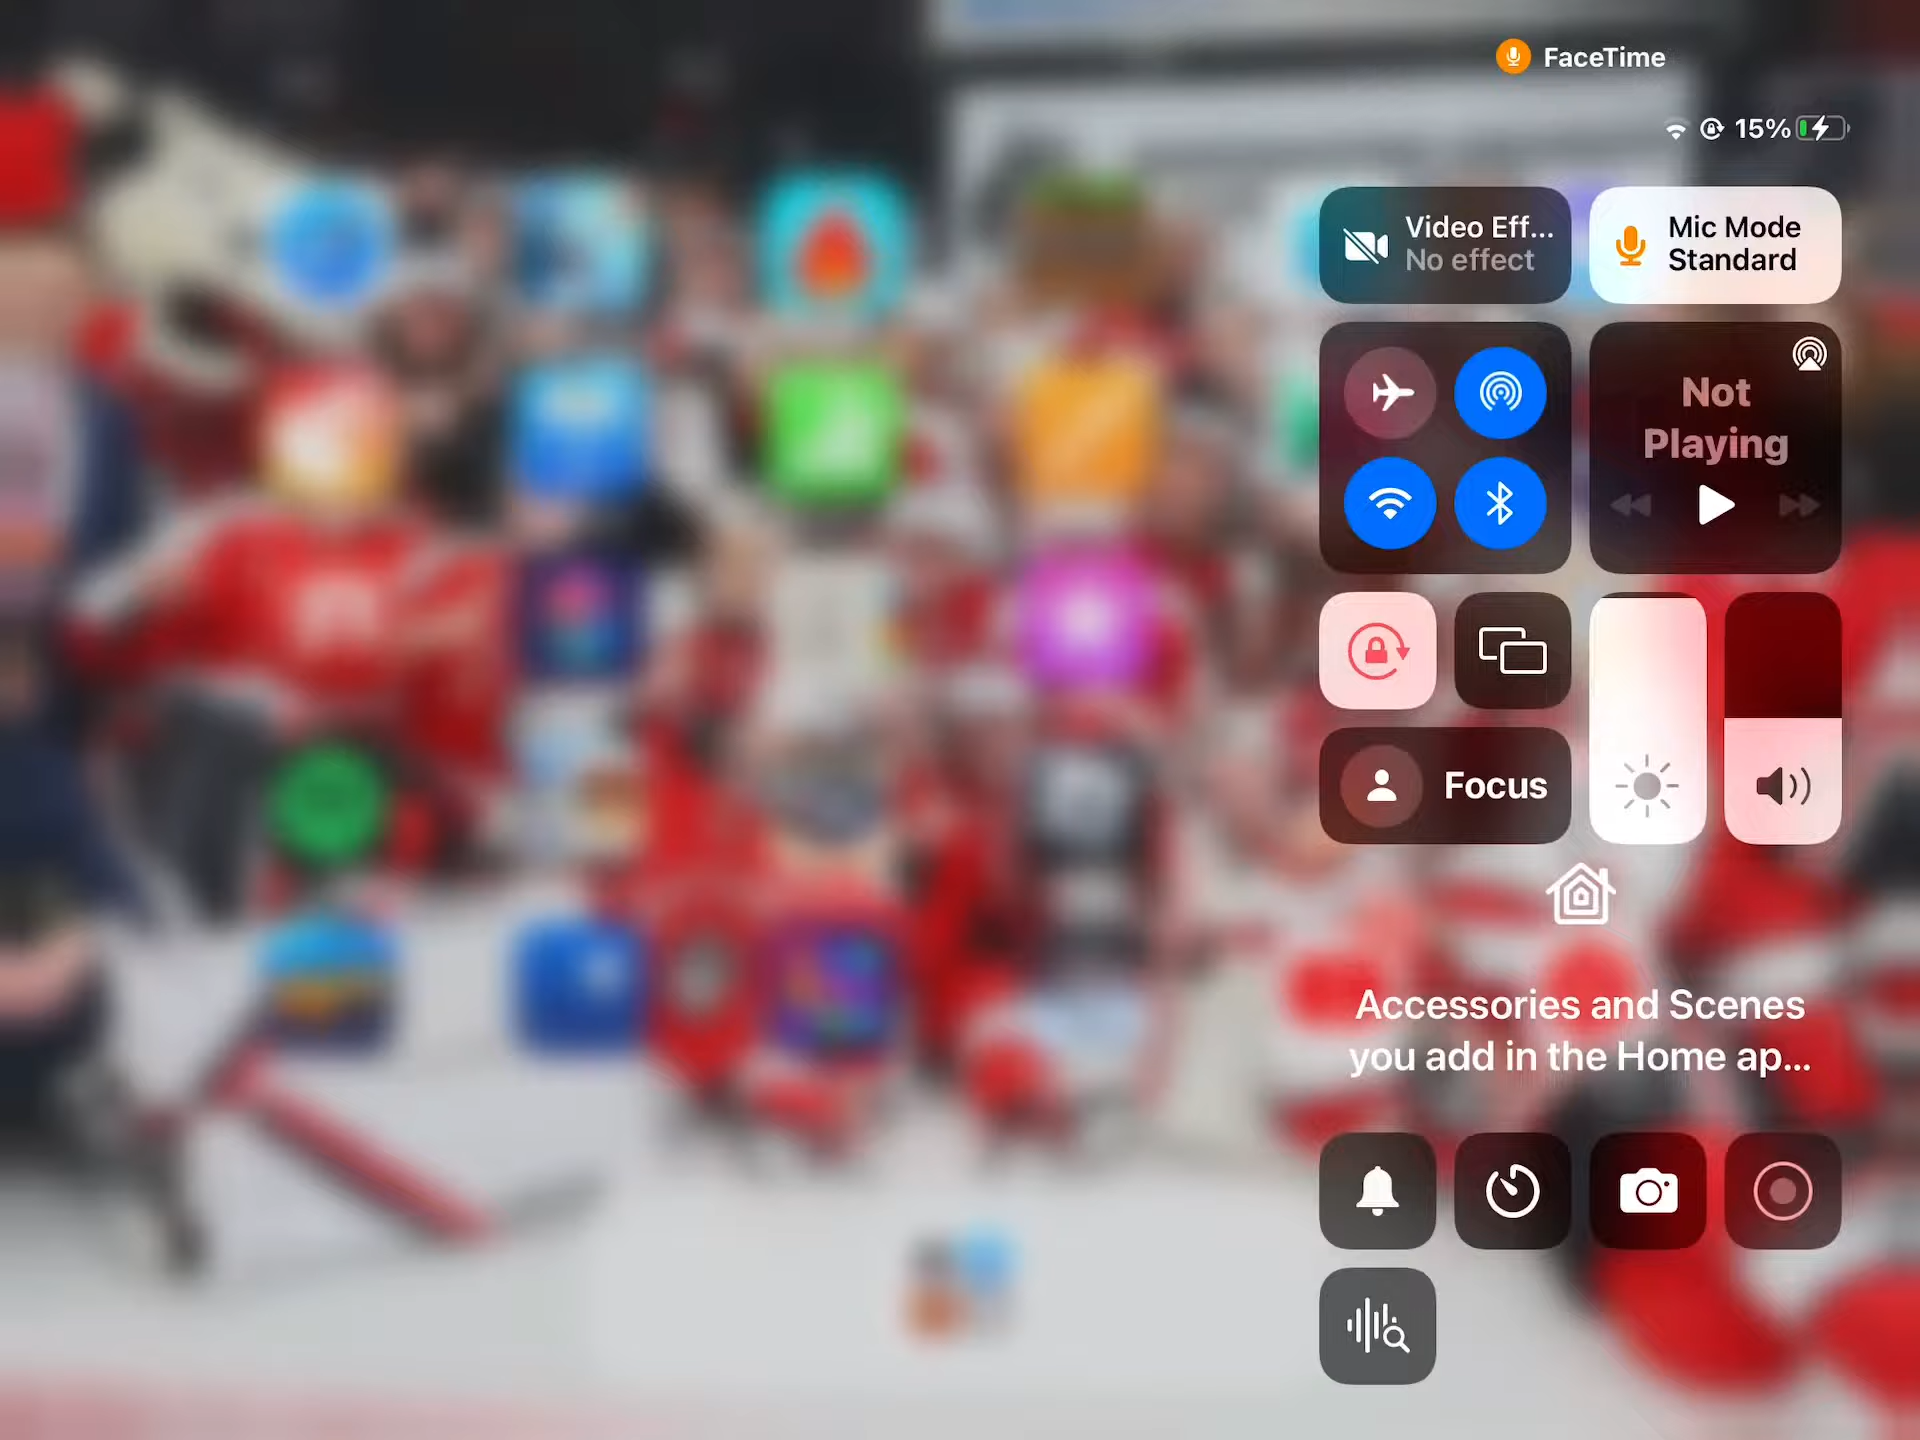 FaceTime
15%
Video Eff...
No effect
Mic Mode
Standard
Not
Playing
Focus
Accessories and Scenes
you add in the Home ap...